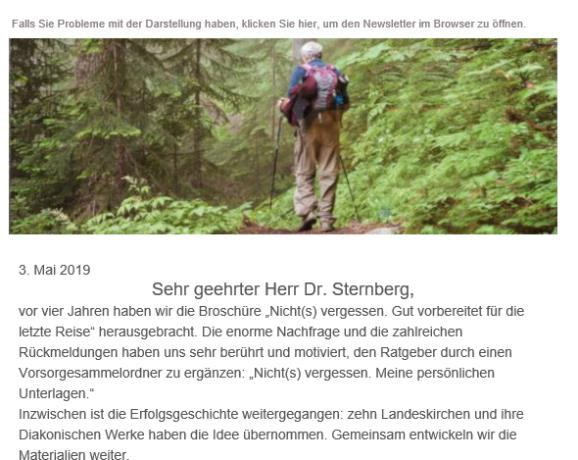 Falls Sie Probleme mit der Darstellung haben, klicken Sie hier, um den Newsletter im Browser zu öffnen.
3. Mai 2019
Sehr geehrter Herr Dr. Sternberg,
vor vier Jahren haben wir die Broschüre „Nicht(s) vergessen. Gut vorbereitet für die
letzte Reise“ herausgebracht. Die enorme Nachfrage und die zahlreichen
Rückmeldungen haben uns sehr berührt und motiviert, den Ratgeber durch einen
Vorsorgesammelordner zu ergänzen: „Nicht(s) vergessen. Meine persönlichen
Unterlagen.“
Inzwischen ist die Erfolgsgeschichte weitergegangen: zehn Landeskirchen und ihre
Diakonischen Werke haben die Idee übernommen. Gemeinsam entwickeln wir die
Materialien weiter.